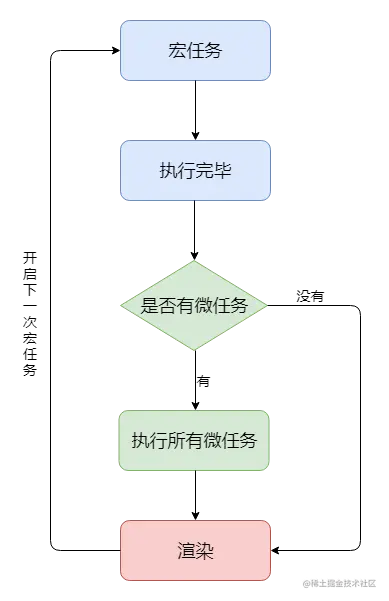 宏任务
执行完毕
是否有微任务
没有
有
执行所有微任务
渲染
开启下一次宏任务
@稀土掘金技术社区